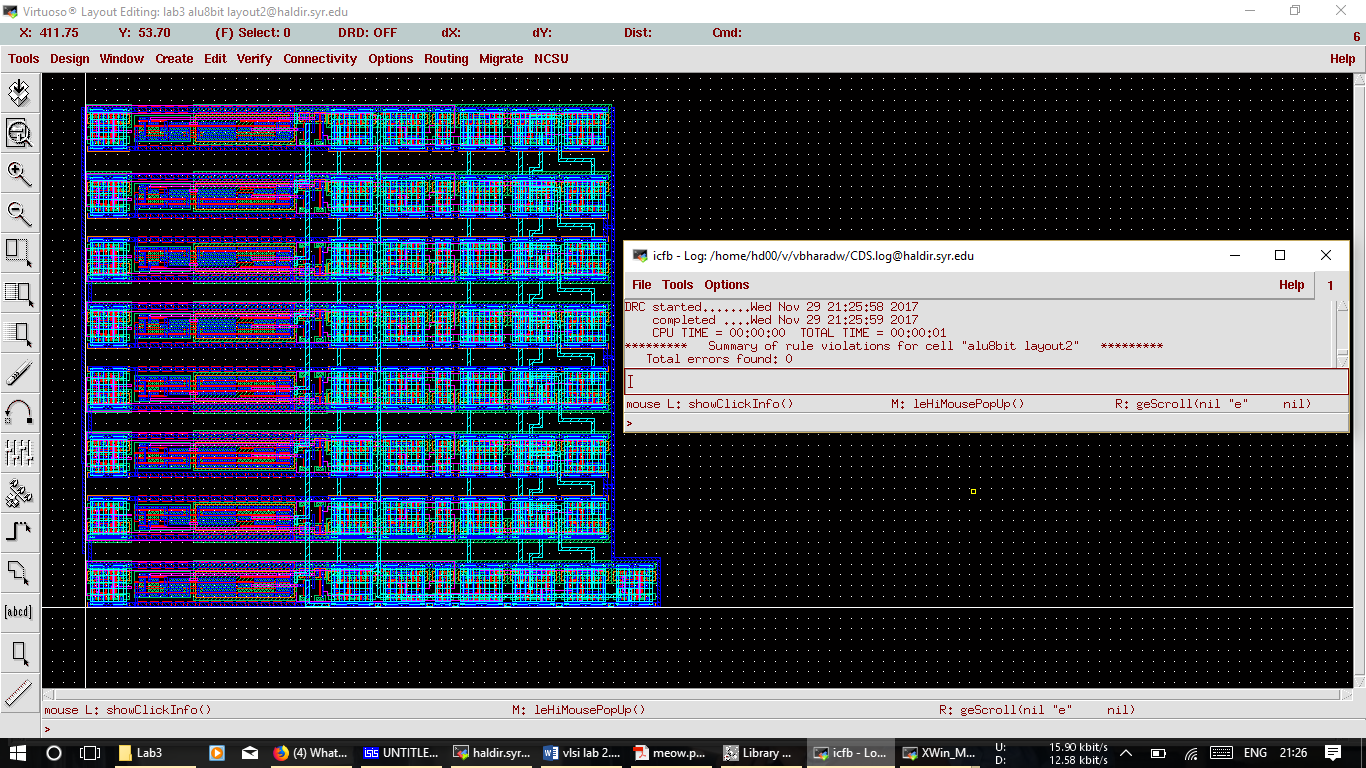 Virtuoso® Layout Editing: lab3 alu8bit layout2@haldir.syr.edu
X: 411.75 Y: 53.70 (F) Select: 0 DRD: OFF dX: dY: Dist: Cmd: 6
Tools Design Window Create Edit Verify Connectivity Options Routing Migrate NCSU Help
[abcd]
icfb - Log: /home/hd00/v/vbharadw/CDS.log@haldir.syr.edu
File Tools Options Help 1
DRC started.......Wed Nov 29 21:25:58 2017
completed ....Wed Nov 29 21:25:59 2017
CPU TIME = 00:00:00 TOTAL TIME = 00:00:01
********* Summary of rule violations for cell "alu8bit layout2" *********
Total errors found: 0
mouse L: showClickInfo() M: leHiMousePopUp() R: geScroll(nil "e" nil)
>
mouse L: showClickInfo() M: leHiMousePopUp() R: geScroll(nil "e" nil)
>
Lab3 (4) What... ISIS UNTITLE... haldir.syr... vlsi lab 2.... meow.p... Library ... icfb - Lo... XWin_M... U: 15.90 kbit/s ENG 21:26
D: 12.58 kbit/s